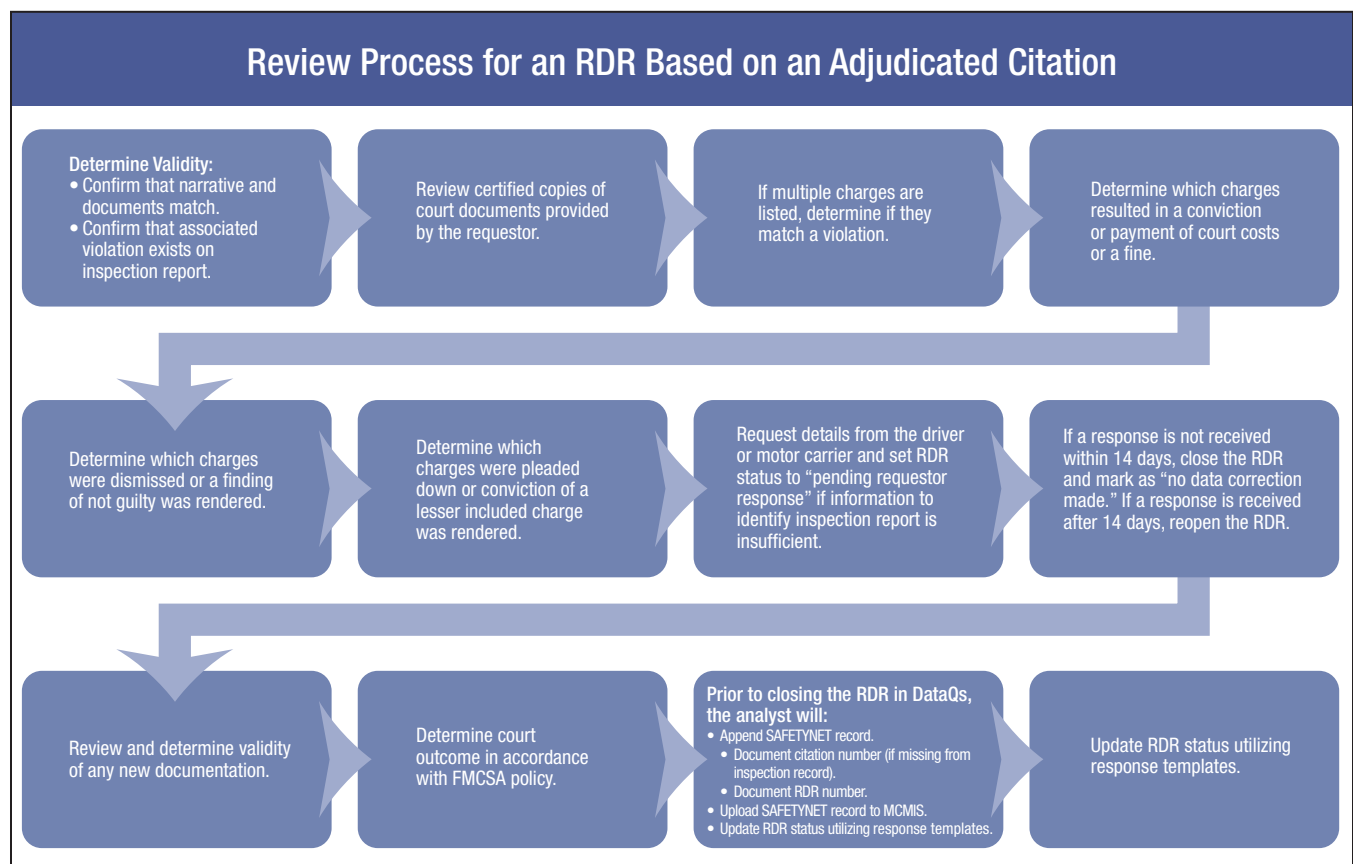 Review Process for an RDR Based on an Adjudicated Citation
Determine Validity:
• Confirm that narrative and
documents match.
• Confirm that associated
violation exists on
inspection report.
Review certified copies of
court documents provided
by the requestor.
If multiple charges are
listed, determine if they
match a violation.
Determine which charges
resulted in a conviction
or payment of court costs
or a fine.
Determine which charges
were dismissed or a finding
of not guilty was rendered.
Determine which
charges were pleaded
down or conviction of a
lesser included charge
was rendered.
Request details from the driver
or motor carrier and set RDR
status to “pending requestor
response” if information to
identify inspection report is
insufficient.
If a response is not received
within 14 days, close the RDR
and mark as “no data correction
made.” If a response is received
after 14 days, reopen the RDR.
Review and determine validity
of any new documentation.
Determine court
outcome in accordance
with FMCSA policy.
Prior to closing the RDR in DataQs,
the analyst will:
• Append SAFETYNET record.
• Document citation number (if missing from
inspection record).
• Document RDR number.
• Upload SAFETYNET record to MCMIS.
• Update RDR status utilizing response templates.
Update RDR status utilizing
response templates.